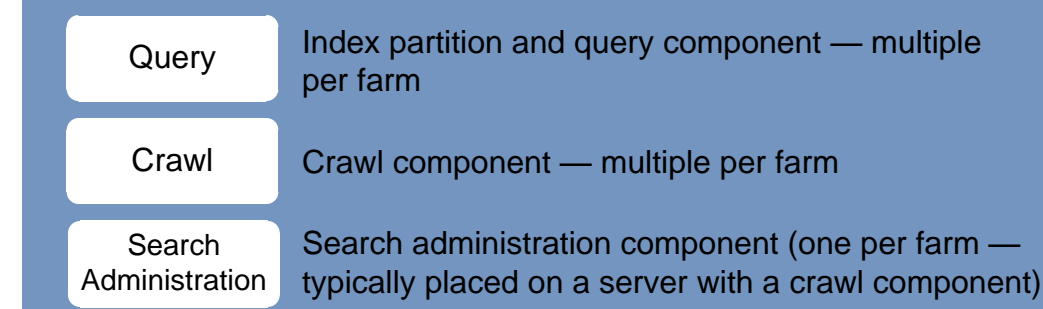 Query
Index partition and query component — multiple
per farm
Crawl
Crawl component — multiple per farm
Search
Administration
Search administration component (one per farm —
typically placed on a server with a crawl component)